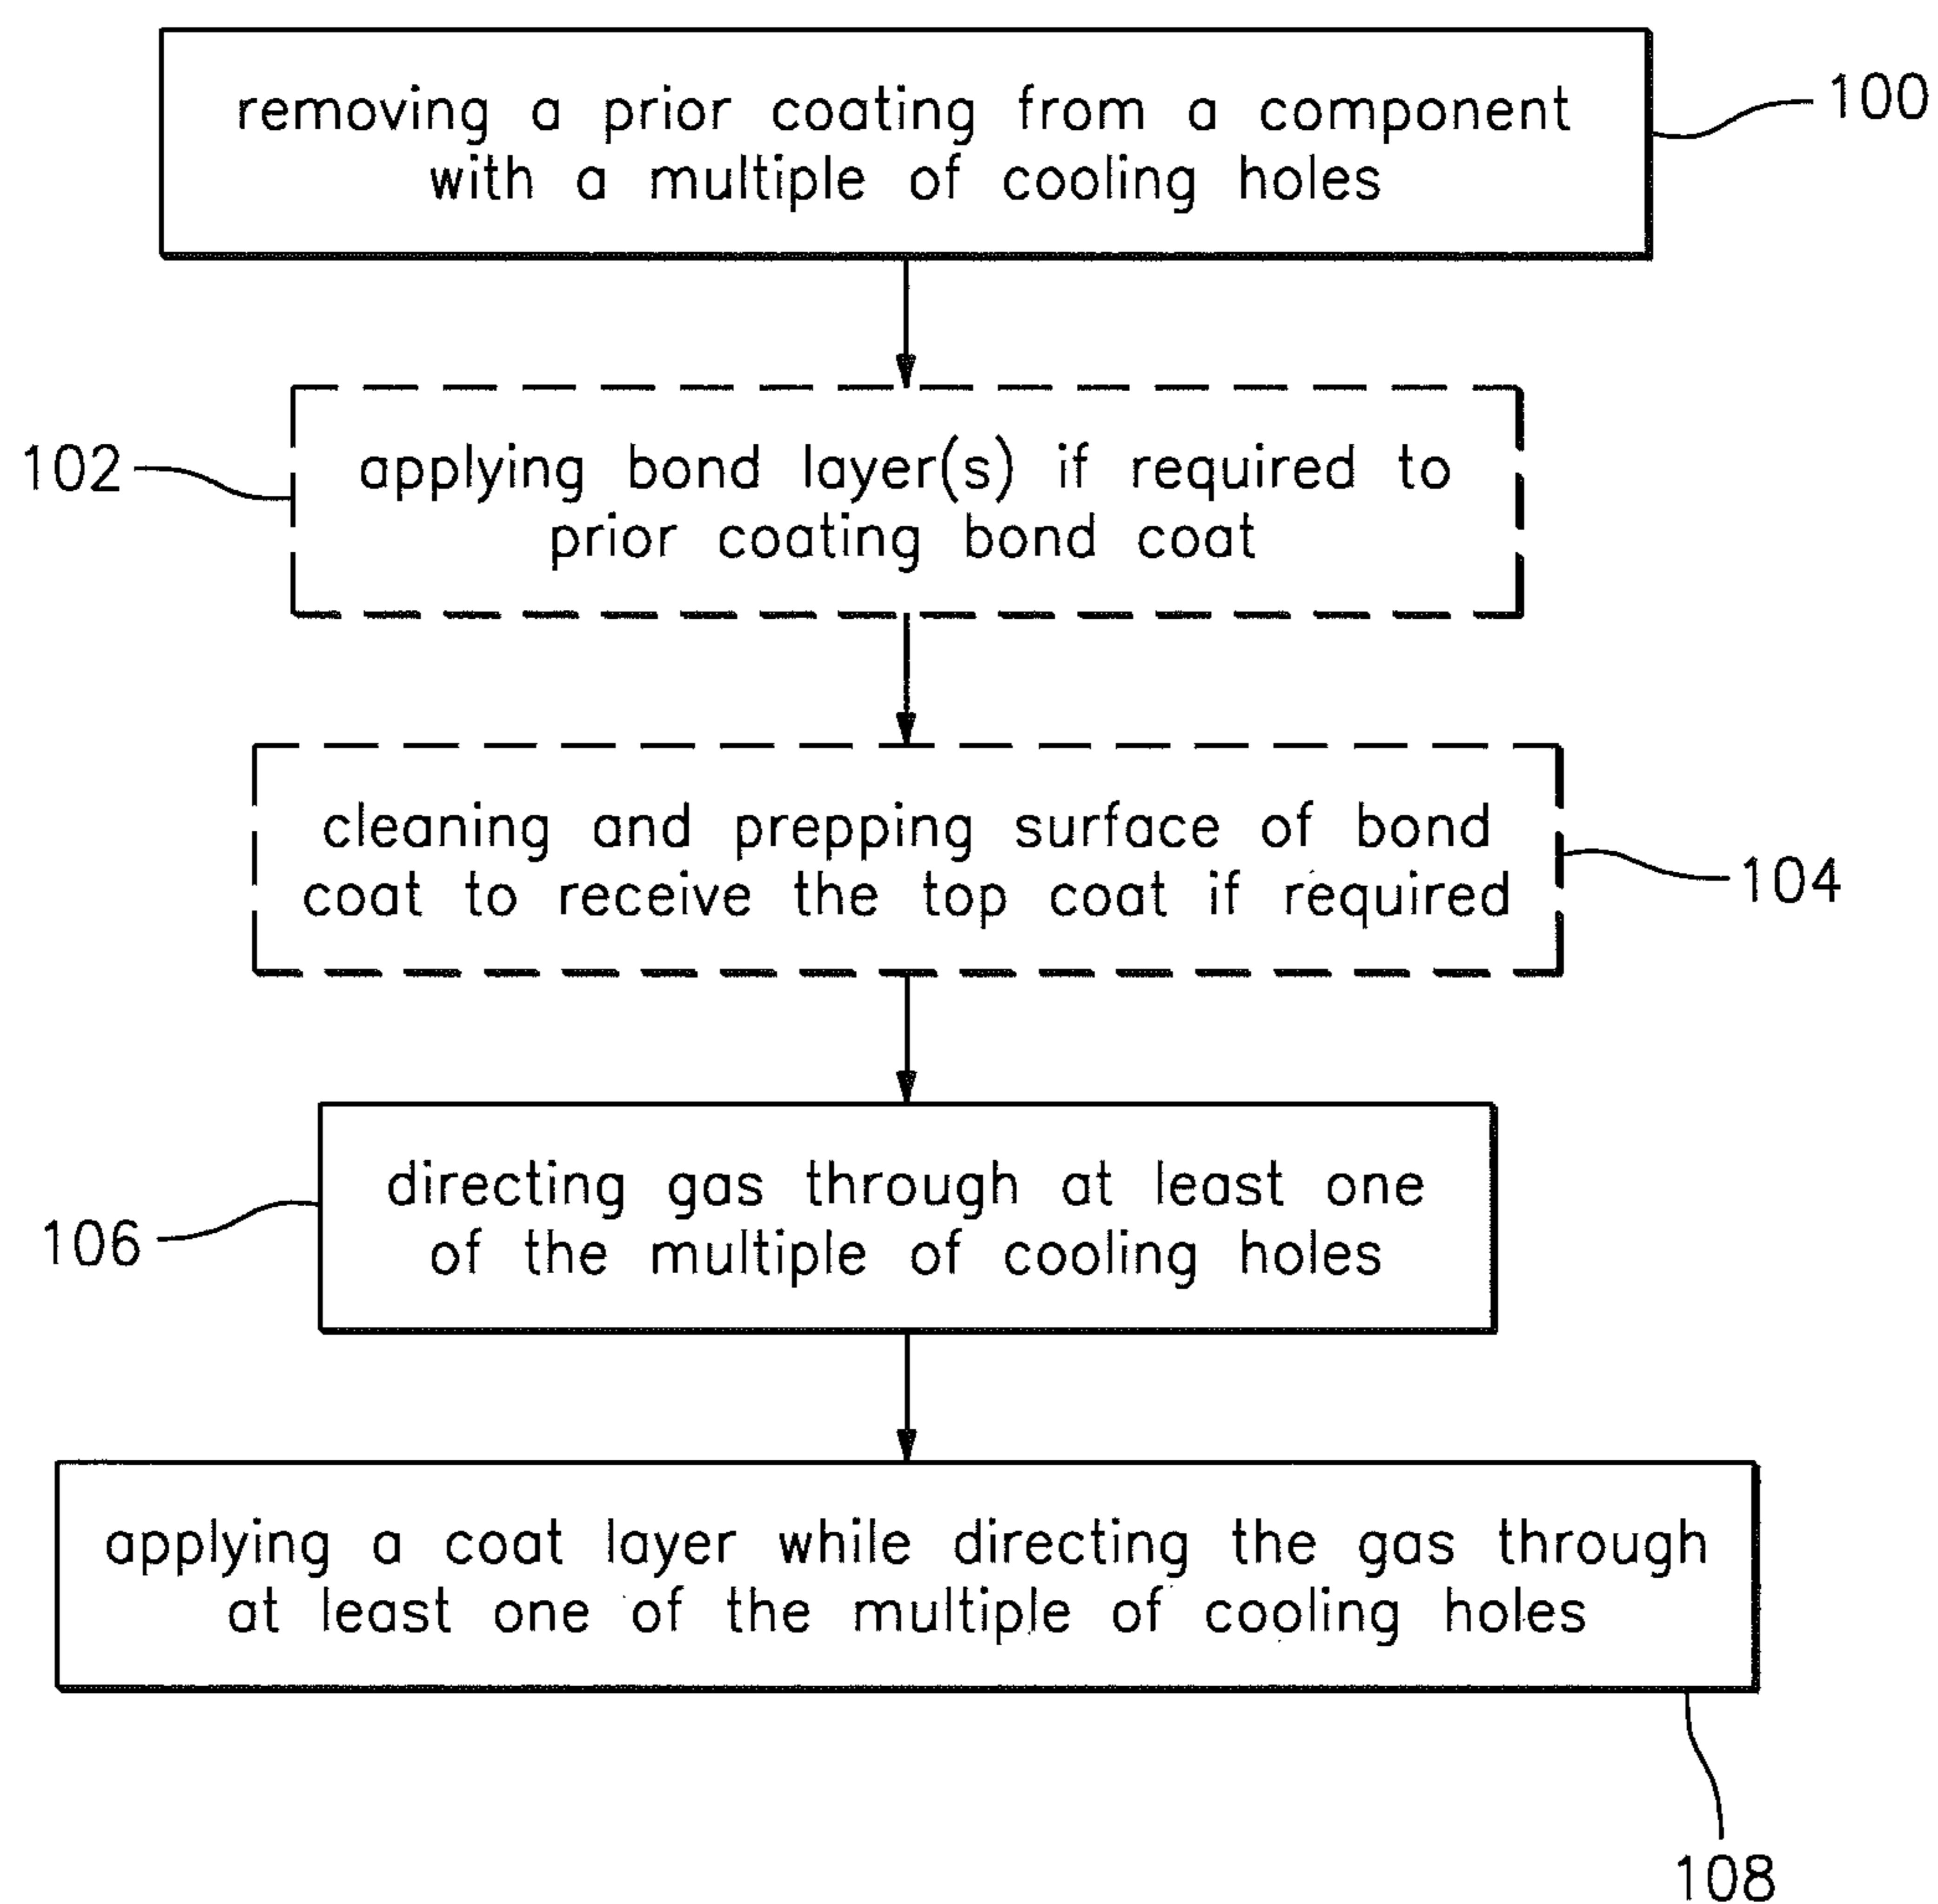 removing a prior coating from a component
with a multiple of cooling holes
100
applying bond layer(s) if required to
prior coating bond coat
102
cleaning and prepping surface of bond
coat to receive the top coat if required
104
directing gas through at least one
of the multiple of cooling holes
106
applying a coat layer while directing the gas through
at least one of the multiple of cooling holes
108